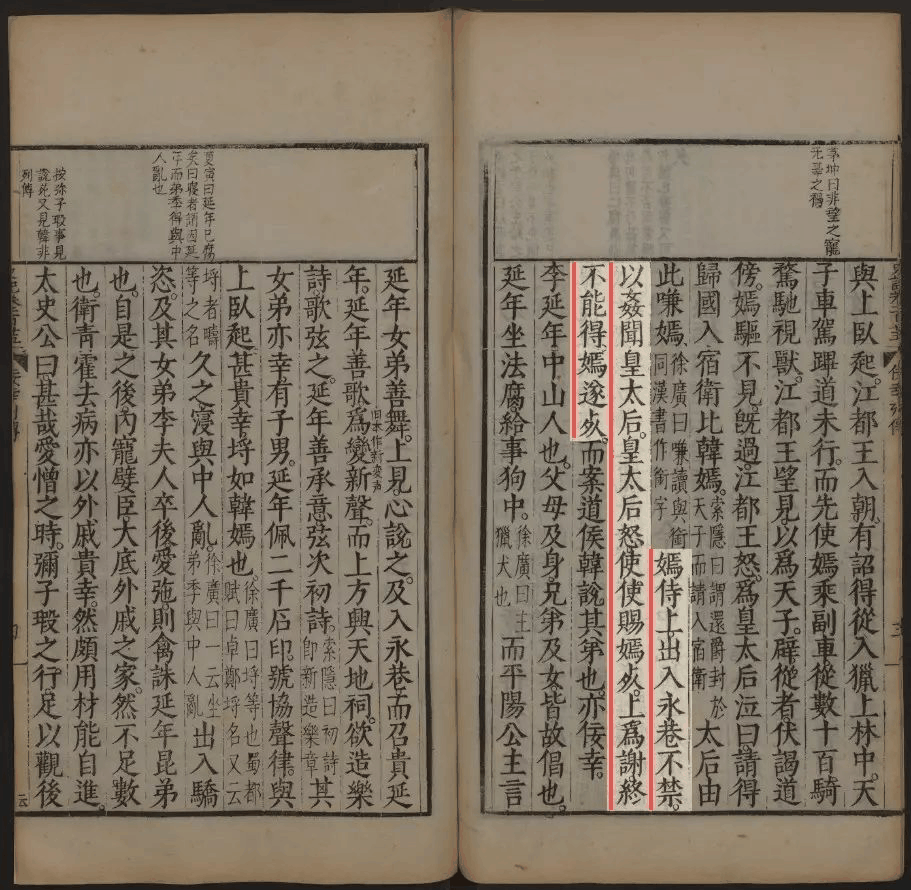 茅坤曰非望之寵
與上臥起。江都王入朝。有詔得從入獵上林中。天
子車駕蹕道未行。而先使嫣乘副車。從數十百騎
騖馳視獸。江都王望見。以爲天子。辟從者伏謁道
傍。嫣驅不見。旣過。江都王怒。爲皇太后泣曰。請得
歸國入宿衛比韓嫣。索隱曰謂還爵封於天子而請入宿衛太后由
此嗛嫣。徐廣曰嗛讀與銜同漢書作銜字嫣侍上出入永巷不禁。
以姦聞皇太后。皇太后怒。使使賜嫣死。上爲謝。終
不能得。嫣遂死。而案道侯韓說其弟也。亦佞幸。
李延年中山人也。父母及身兄弟及女。皆故倡也。
延年坐法腐。給事狗中。徐廣曰主獵犬也而平陽公主言
夏寅曰延年已腐
矣曰寢者謂因延
年而弟季得與中
人亂也
按弥子瑕事見
說苑又見韓非
列傳
延年女弟善舞。上見。心說之。及入永巷。而召貴延
年。延年善歌。爲變新聲。旧本作新変声而上方興天地祠。欲造樂
詩歌弦之。延年善承意弦次初詩。索隱曰初詩即新造樂章其
女弟亦幸。有子男。延年佩二千石印。號協聲律。與
上臥起。甚貴幸。埒如韓嫣也。徐廣曰埒等也蜀都賦曰卓鄭埒名又云
埒者疇等之名久之。寖與中人亂。徐廣曰一云坐弟季與中人亂出入驕
恣。及其女弟李夫人卒後。愛弛。則禽誅延年昆弟
也。自是之後。內寵嬖臣。大底外戚之家。然不足數
也。衛青霍去病。亦以外戚貴幸。然頗用材能自進。
太史公曰。甚哉。愛憎之時。彌子瑕之行。足以觀後